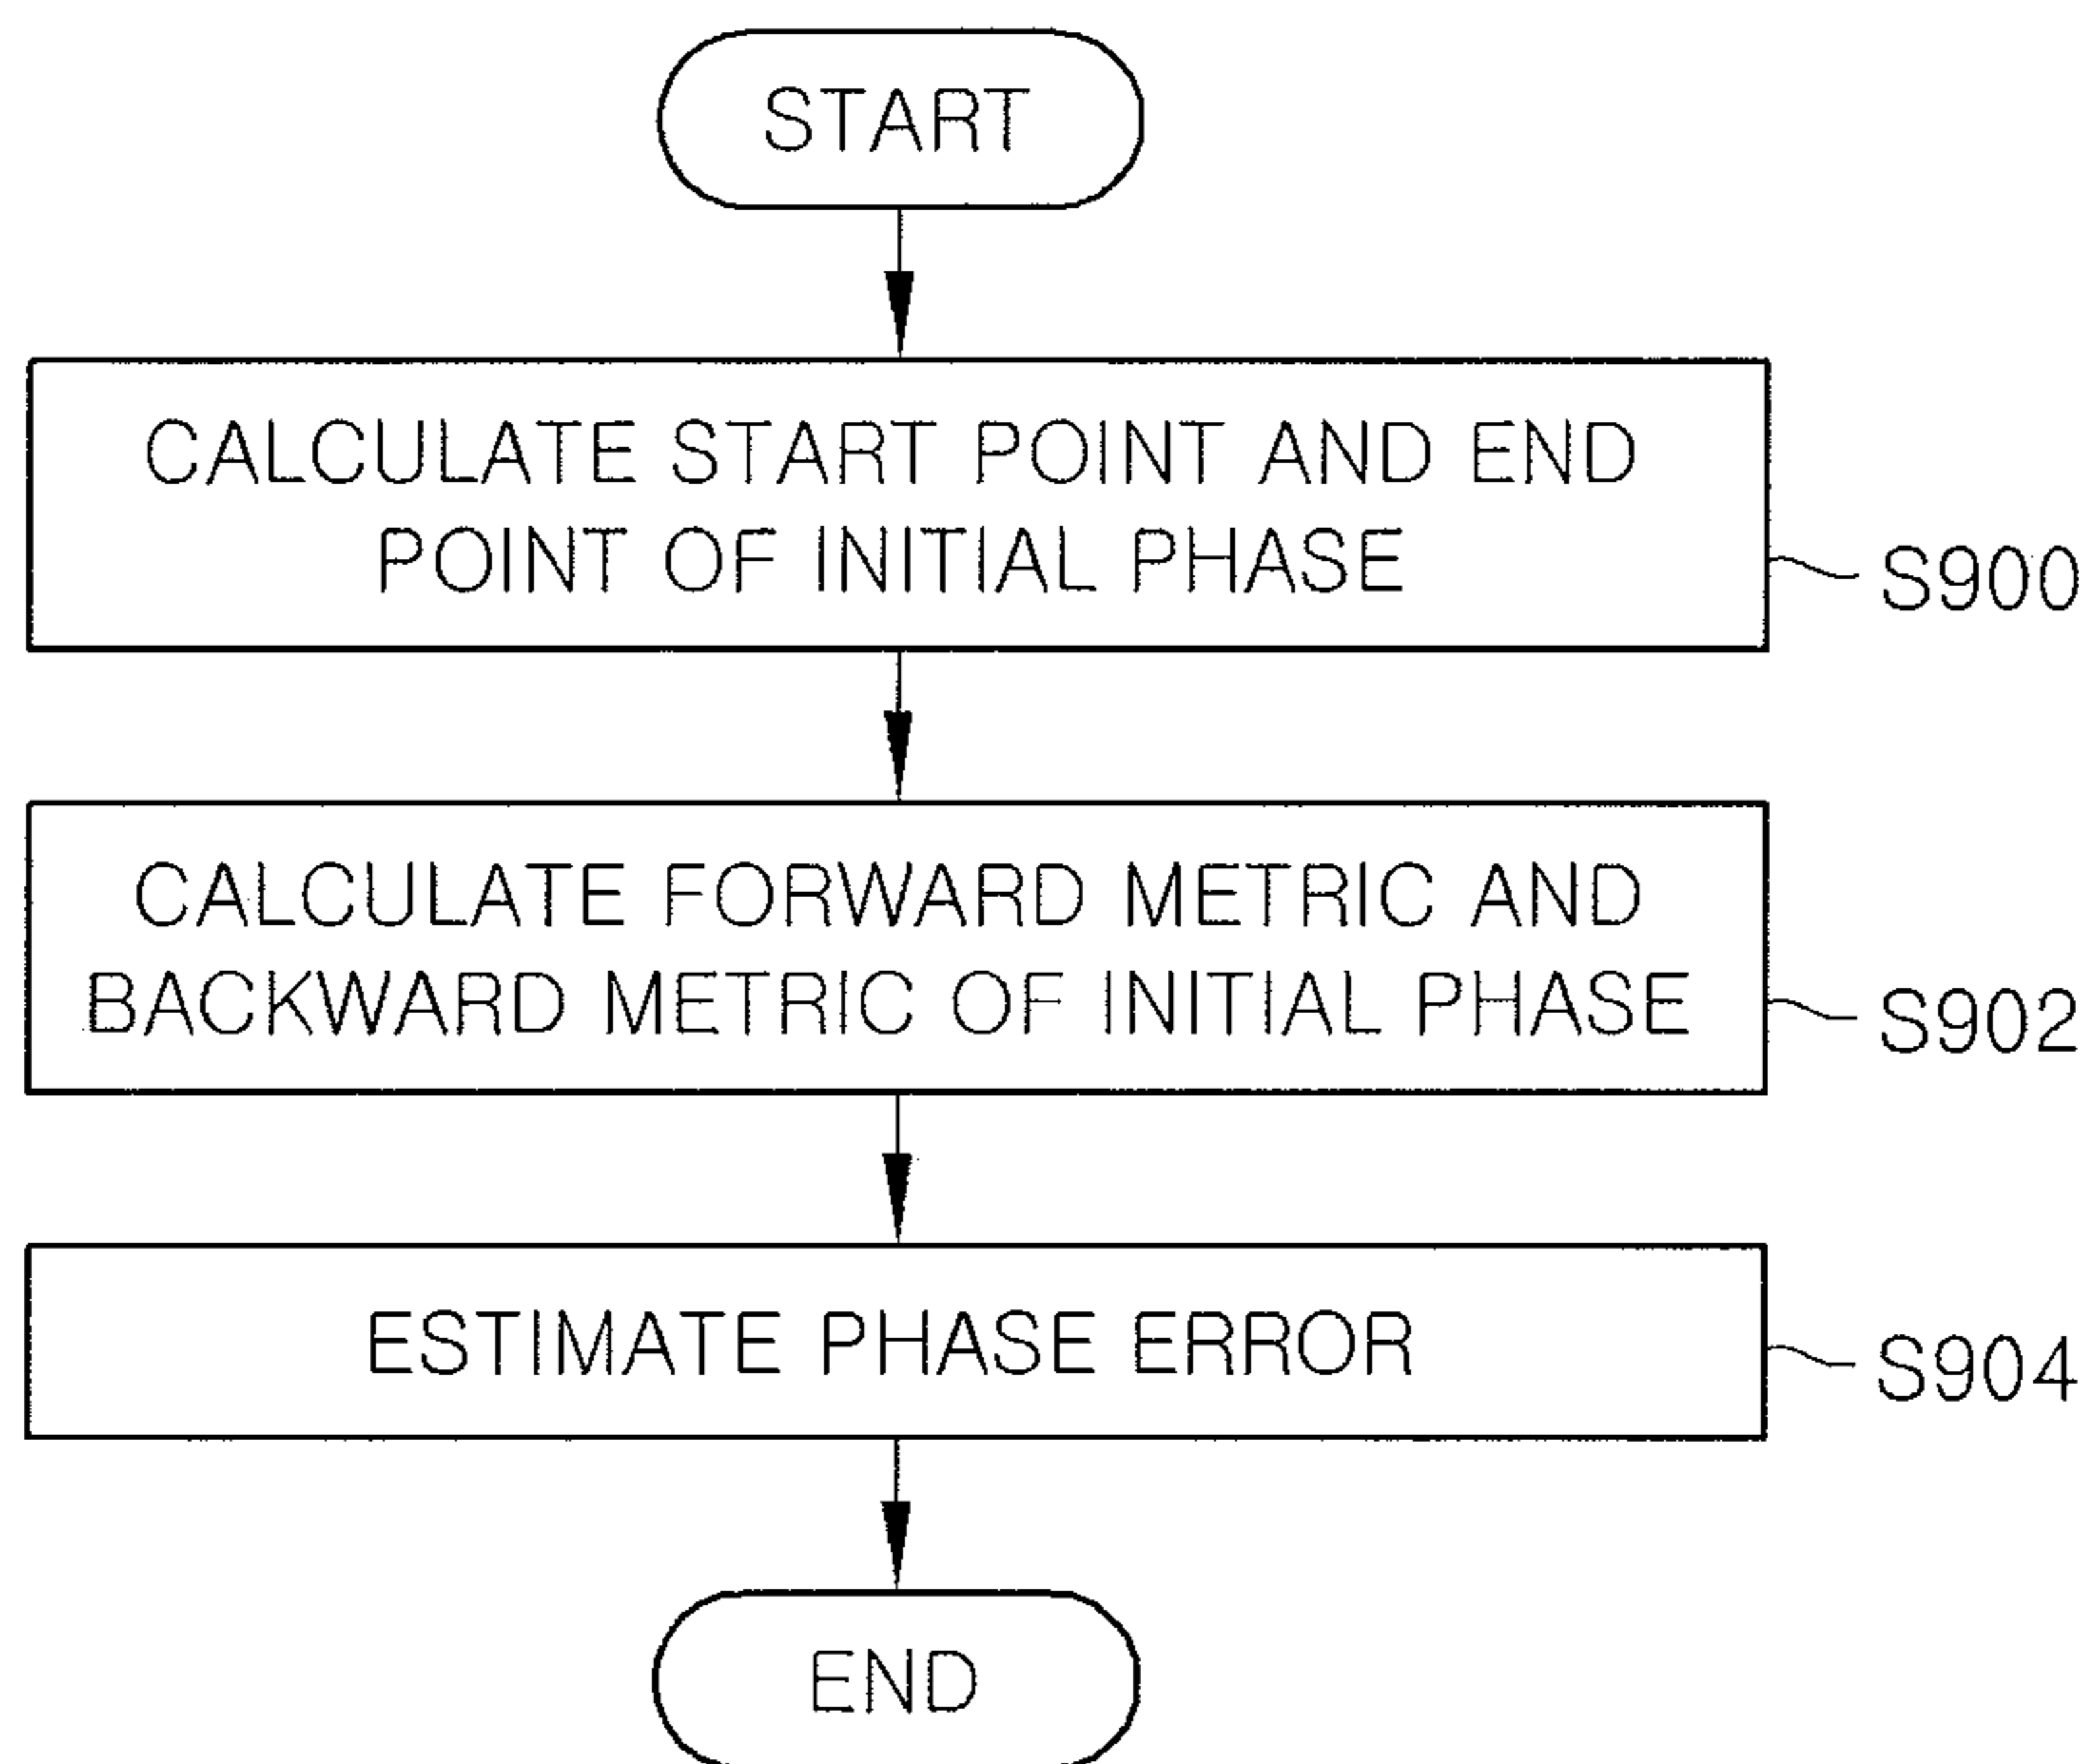 START
CALCULATE START POINT AND END
POINT OF INITIAL PHASE
S900
CALCULATE FORWARD METRIC AND
BACKWARD METRIC OF INITIAL PHASE
S902
ESTIMATE PHASE ERROR
S904
END